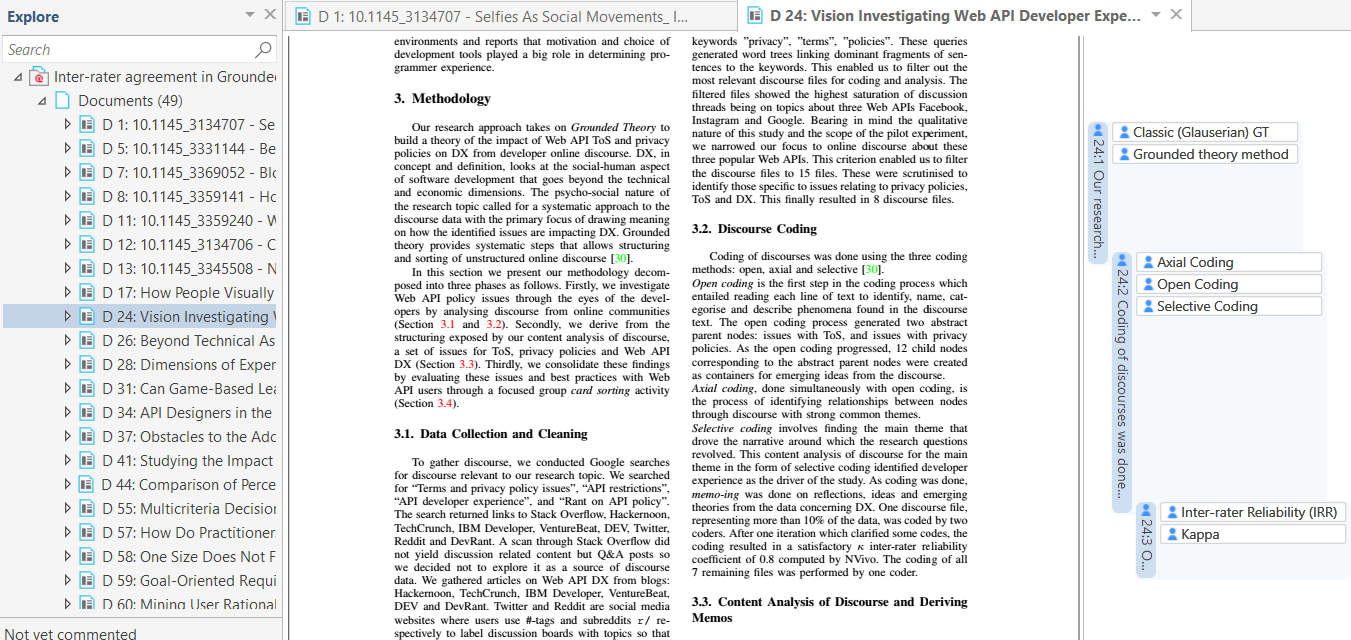 Explore
Search
Inter-rater agreement in Grounde
Documents (49)
D 1: 10.1145_3134707 - Se
D 5: 10.1145_3331144 - Be
D 7: 10.1145_3369052 - Blo
D 8: 10.1145_3359141 - Hc
D 11: 10.1145_3359240 - W
D 12: 10.1145_3134706 - C
D 13: 10.1145_3345508 - N
D 17: How People Visually
D 24: Vision Investigating
D 26: Beyond Technical As
D 28: Dimensions of Exper
D 31: Can Game-Based Lea
D 34: API Designers in the
D 37: Obstacles to the Adc
D 41: Studying the Impact
D 44: Comparison of Perce
D 55: Multicriteria Decision
D 57: How Do Practitioner
D 58: One Size Does Not F
D 59: Goal-Oriented Requi
D 60: Mining User Rational
Not yet commented
D 1: 10.1145_3134707 - Selfies As Social Movements_ I...
D 24: Vision Investigating Web API Developer Expe...
environments and reports that motivation and choice of
development tools played a big role in determining pro-
grammer experience.
3. Methodology
Our research approach takes on Grounded Theory to
build a theory of the impact of Web API ToS and privacy
policies on DX from developer online discourse. DX, in
concept and definition, looks at the social-human aspect
of software development that goes beyond the technical
and economic dimensions. The psycho-social nature of
the research topic called for a systematic approach to the
discourse data with the primary focus of drawing meaning
on how the identified issues are impacting DX. Grounded
theory provides systematic steps that allows structuring
and sorting of unstructured online discourse [30].
In this section we present our methodology decom-
posed into three phases as follows. Firstly, we investigate
Web API policy issues through the eyes of the devel-
opers by analysing discourse from online communities
(Section 3.1 and 3.2). Secondly, we derive from the
structuring exposed by our content analysis of discourse,
a set of issues for ToS, privacy policies and Web API
DX (Section 3.3). Thirdly, we consolidate these findings
by evaluating these issues and best practices with Web
API users through a focused group card sorting activity
(Section 3.4).
3.1. Data Collection and Cleaning
To gather discourse, we conducted Google searches
for discourse relevant to our research topic. We searched
for “Terms and privacy policy issues”, “API restrictions”,
“API developer experience”, and “Rant on API policy”.
The search returned links to Stack Overflow, Hackernoon,
TechCrunch, IBM Developer, VentureBeat, DEV, Twitter,
Reddit and DevRant. A scan through Stack Overflow did
not yield discussion related content but Q&A posts so
we decided not to explore it as a source of discourse
data. We gathered articles on Web API DX from blogs:
Hackernoon, TechCrunch, IBM Developer, VentureBeat,
DEV and DevRant. Twitter and Reddit are social media
websites where users use #-tags and subreddits r/ re-
spectively to label discussion boards with topics so that
keywords ”privacy”, ”terms”, ”policies”. These queries
generated word trees linking dominant fragments of sen-
tences to the keywords. This enabled us to filter out the
most relevant discourse files for coding and analysis. The
filtered files showed the highest saturation of discussion
threads being on topics about three Web APIs Facebook,
Instagram and Google. Bearing in mind the qualitative
nature of this study and the scope of the pilot experiment,
we narrowed our focus to online discourse about these
three popular Web APIs. This criterion enabled us to filter
the discourse files to 15 files. These were scrutinised to
identify those specific to issues relating to privacy policies,
ToS and DX. This finally resulted in 8 discourse files.
3.2. Discourse Coding
Coding of discourses was done using the three coding
methods: open, axial and selective [30].
Open coding is the first step in the coding process which
entailed reading each line of text to identify, name, cat-
egorise and describe phenomena found in the discourse
text. The open coding process generated two abstract
parent nodes: issues with ToS, and issues with privacy
policies. As the open coding progressed, 12 child nodes
corresponding to the abstract parent nodes were created
as containers for emerging ideas from the discourse.
Axial coding, done simultaneously with open coding, is
the process of identifying relationships between nodes
through discourse with strong common themes.
Selective coding involves finding the main theme that
drove the narrative around which the research questions
revolved. This content analysis of discourse for the main
theme in the form of selective coding identified developer
experience as the driver of the study. As coding was done,
memo-ing was done on reflections, ideas and emerging
theories from the data concerning DX. One discourse file,
representing more than 10% of the data, was coded by two
coders. After one iteration which clarified some codes, the
coding resulted in a satisfactory κ inter-rater reliability
coefficient of 0.8 computed by NVivo. The coding of all
7 remaining files was performed by one coder.
3.3. Content Analysis of Discourse and Deriving
Memos
24:1 Our research...
Classic (Glauserian) GT
Grounded theory method
24:2 Coding of discourses was done...
Axial Coding
Open Coding
Selective Coding
24:3 O...
Inter-rater Reliability (IRR)
Kappa